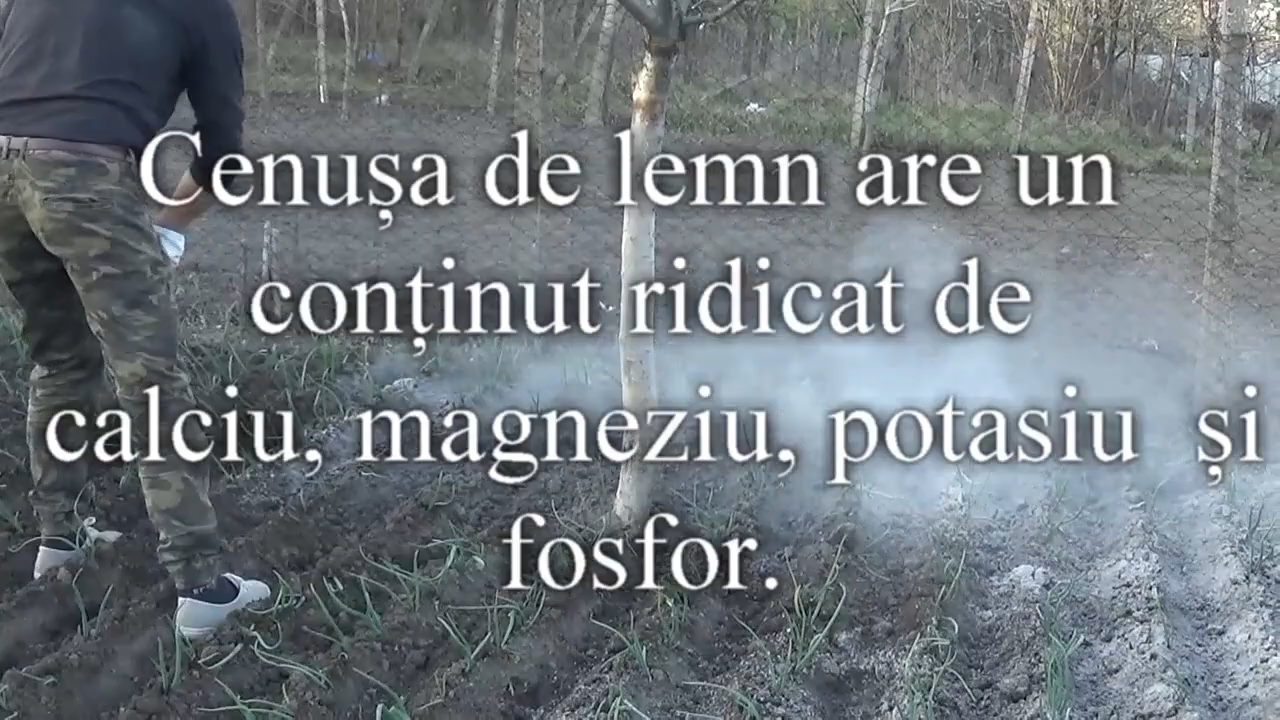 Cenușa de lemn are un
conținut ridicat de
calciu, magneziu, potasiu și
fosfor.